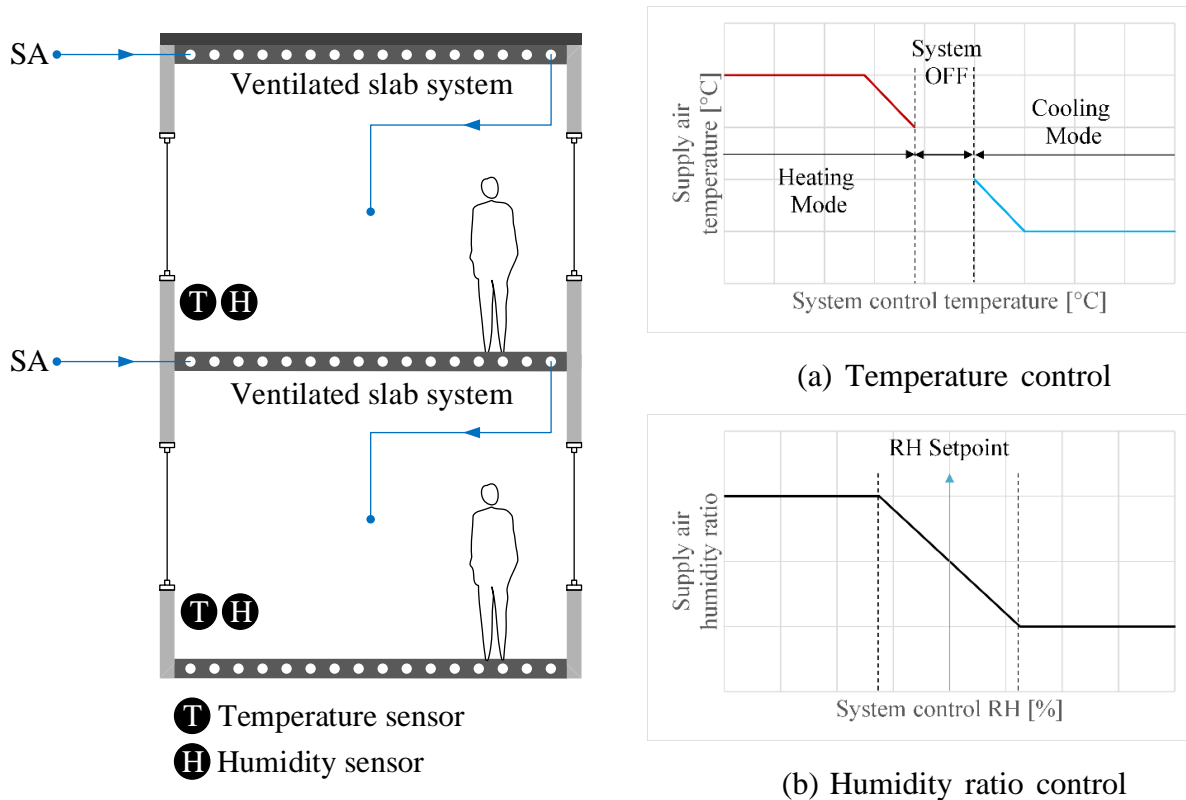 SA
Ventilated slab system
T H
SA
Ventilated slab system
T H
T Temperature sensor
H Humidity sensor
System
OFF
Cooling
Mode
Heating
Mode
Supply air
temperature [°C]
System control temperature [°C]
(a) Temperature control
RH Setpoint
Supply air
humidity ratio
System control RH [%]
(b) Humidity ratio control